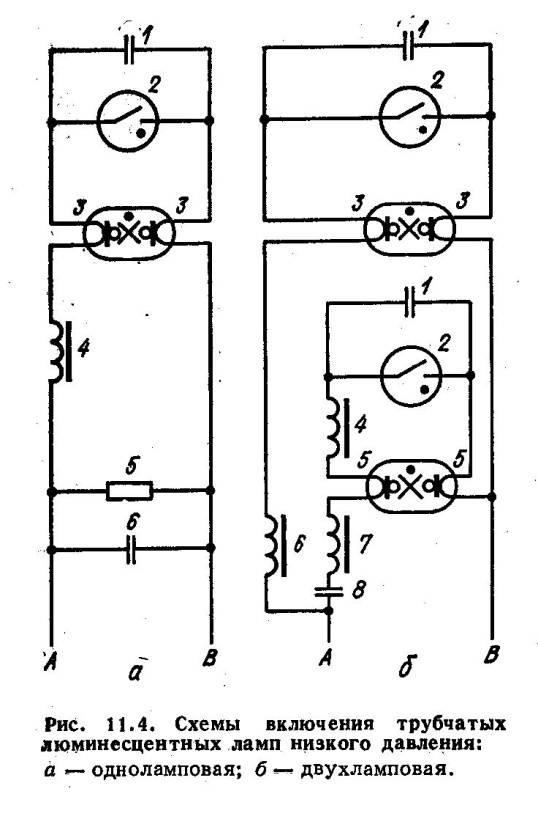 1
2
3 3
4
5
6
А В
а
1
2
3 3
1
2
4
5 5
6 7
8
А В
б
Рис. 11.4. Схемы включения трубчатых
люминесцентных ламп низкого давления:
а — одноламповая; б — двухламповая.